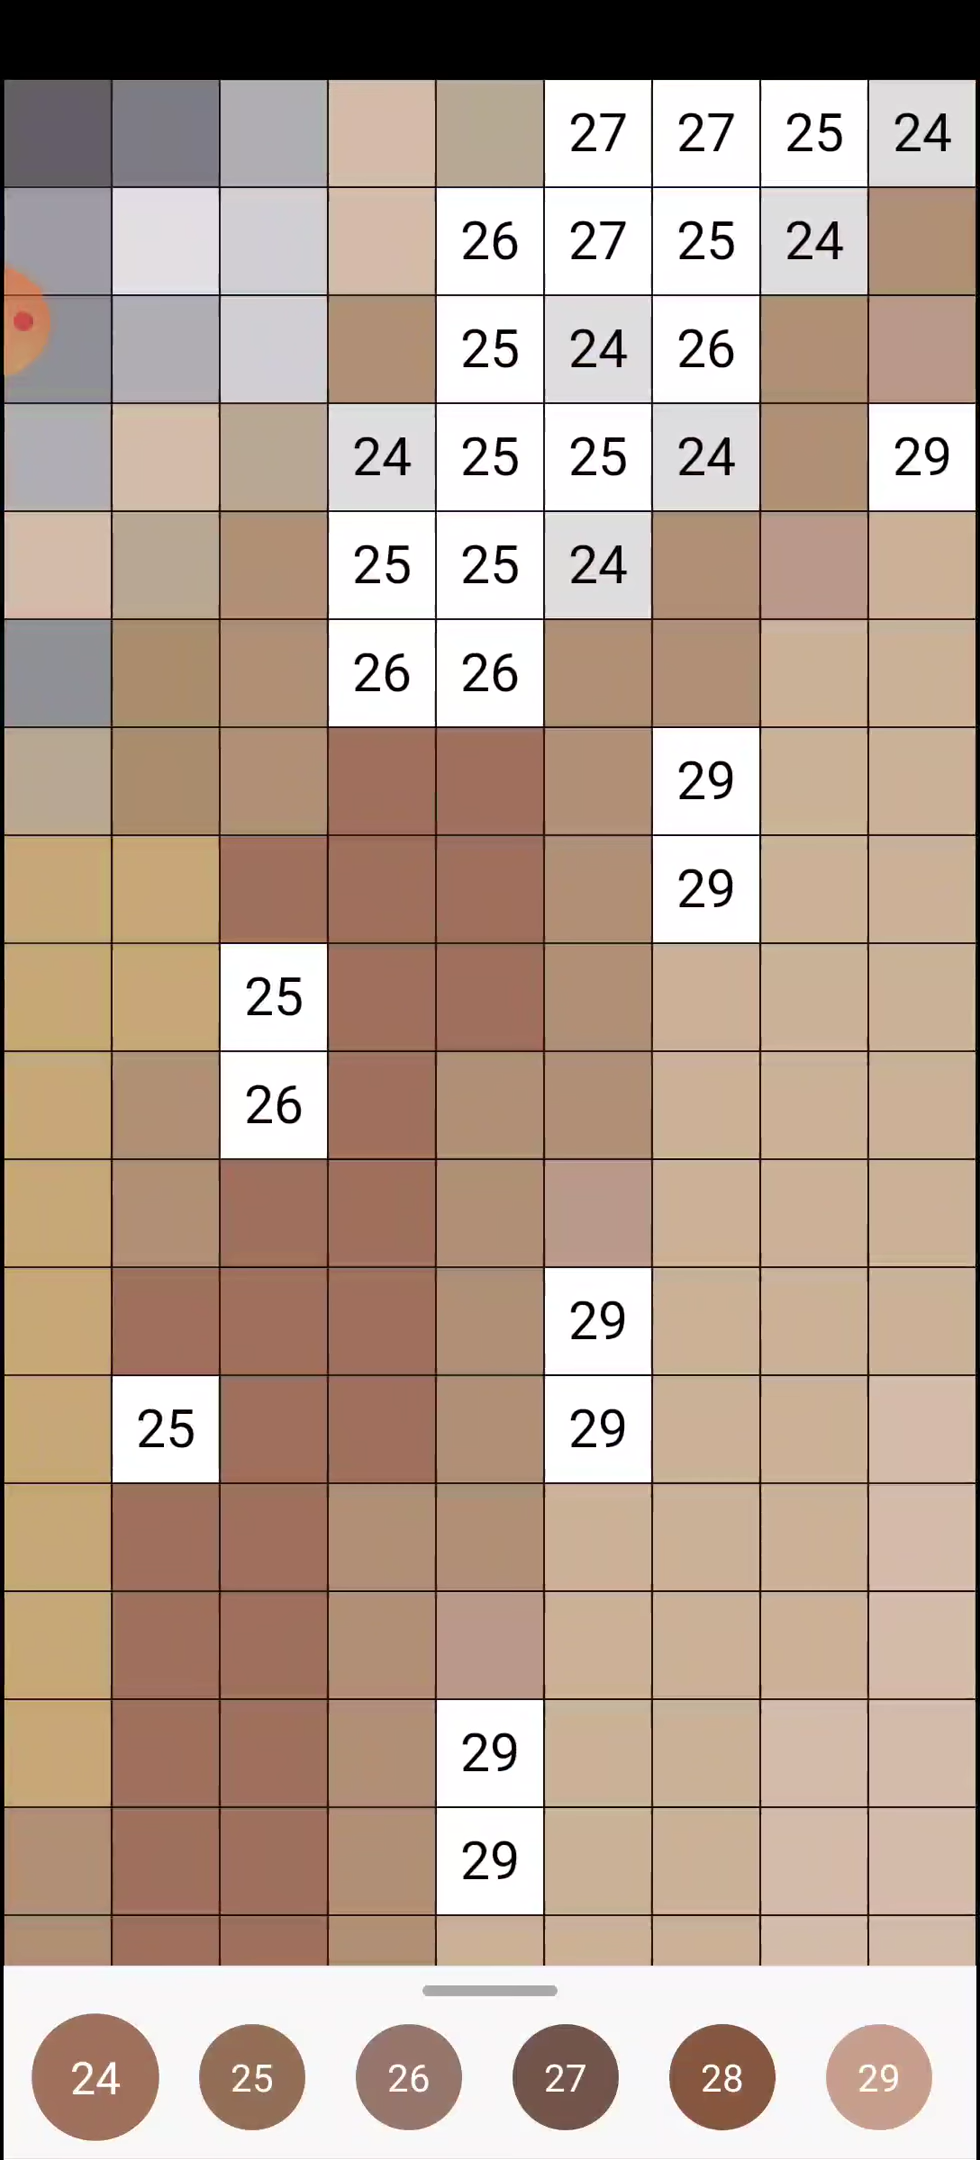 27 27 25 24
26 27 25 24
25 24 26
24 25 25 24 29
25 25 24
26 26
29
29
25
26
29
25 29
29
29
24 25 26 27 28 29